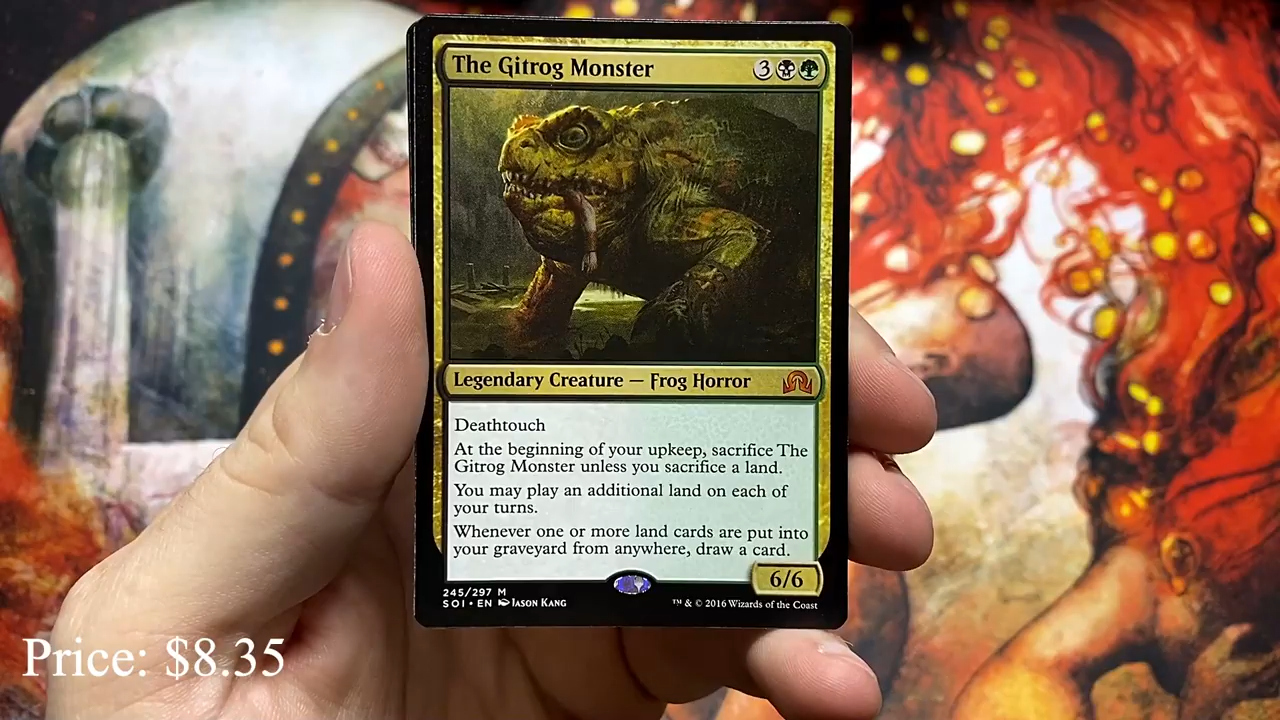 The Gitrog Monster 3
Legendary Creature — Frog Horror
Deathtouch
At the beginning of your upkeep, sacrifice The
Gitrog Monster unless you sacrifice a land.
You may play an additional land on each of
your turns.
Whenever one or more land cards are put into
your graveyard from anywhere, draw a card.
6/6
245/297 M
SOI • EN Jason Kang
™ & © 2016 Wizards of the Coast
Price: $8.35